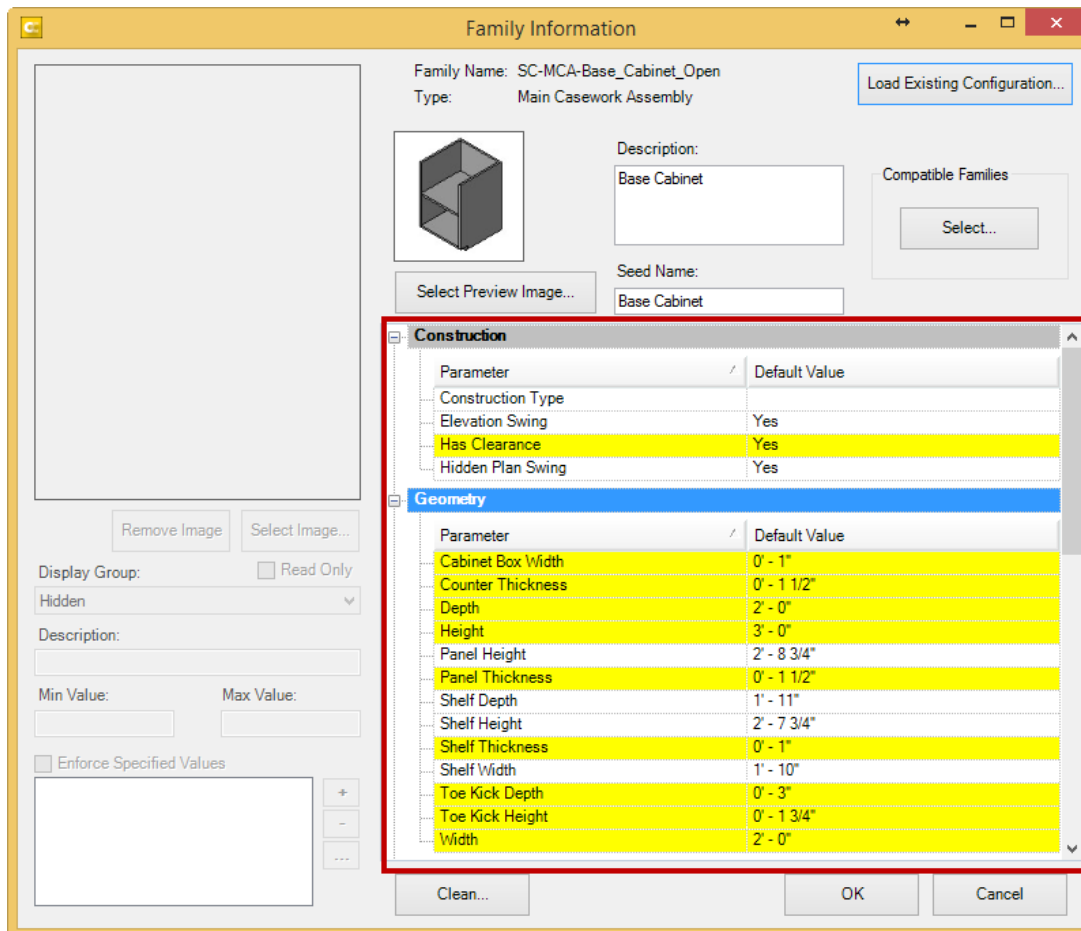 Family Information
Family Name: SC-MCA-Base_Cabinet_Open
Type: Main Casework Assembly
Load Existing Configuration...
Description:
Base Cabinet
Compatible Families
Select...
Select Preview Image...
Seed Name:
Base Cabinet
Construction
Parameter Default Value
Construction Type
Elevation Swing Yes
Has Clearance Yes
Hidden Plan Swing Yes
Geometry
Parameter Default Value
Cabinet Box Width 0' - 1"
Counter Thickness 0' - 1 1/2"
Depth 2' - 0"
Height 3' - 0"
Panel Height 2' - 8 3/4"
Panel Thickness 0' - 1 1/2"
Shelf Depth 1' - 11"
Shelf Height 2' - 7 3/4"
Shelf Thickness 0' - 1"
Shelf Width 1' - 10"
Toe Kick Depth 0' - 3"
Toe Kick Height 0' - 1 3/4"
Width 2' - 0"
Remove Image Select Image...
Display Group: Read Only
Hidden
Description:
Min Value: Max Value:
Enforce Specified Values
+
-
...
Clean... OK Cancel